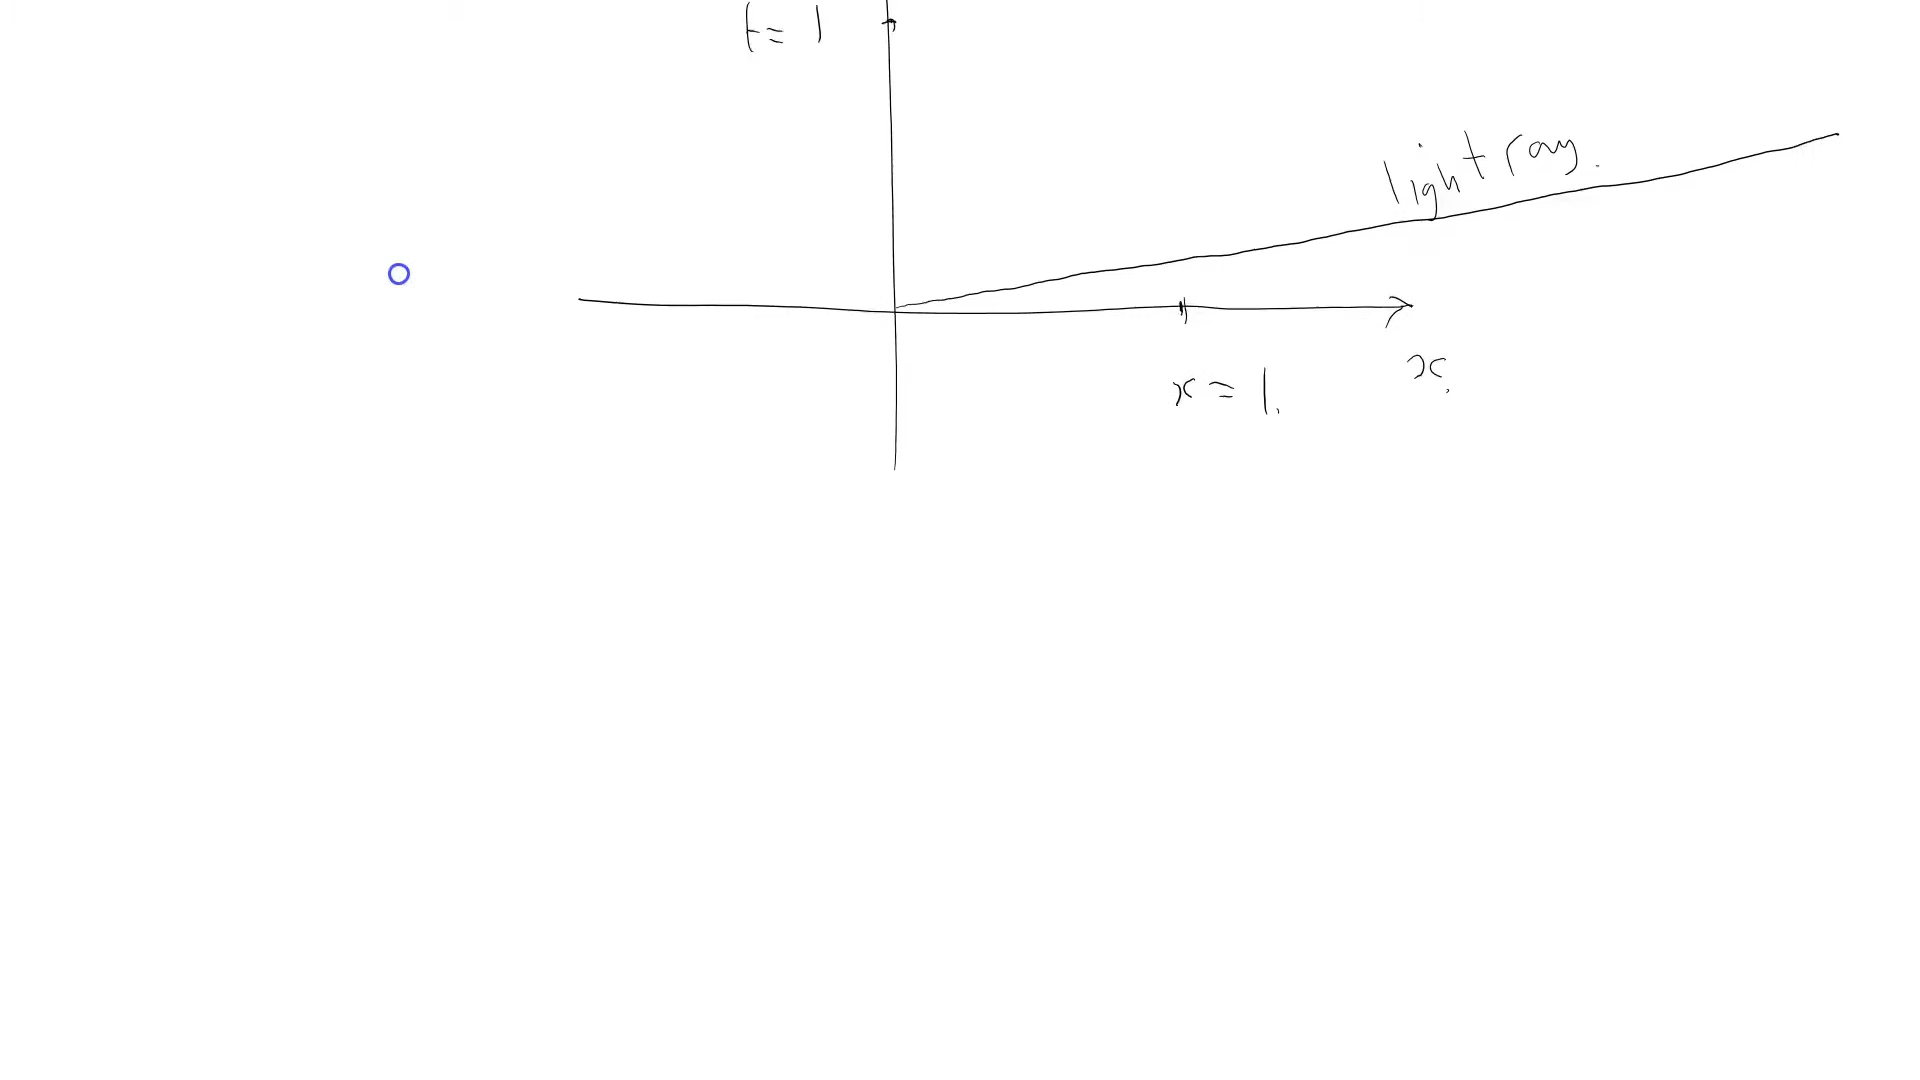 t = 1
light ray.
x = 1.
x.